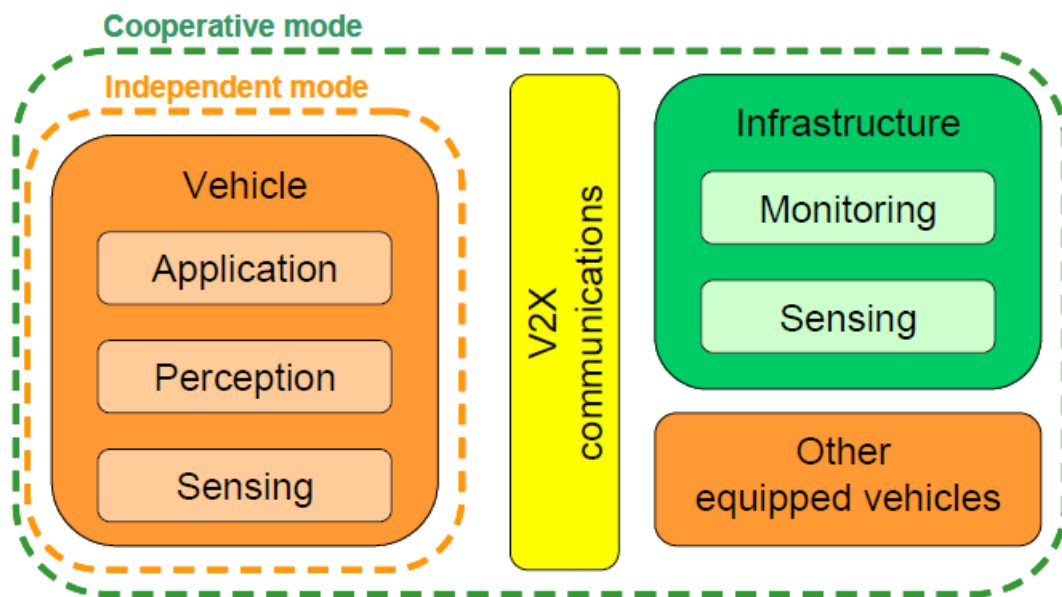 Cooperative mode
Independent mode
Vehicle
Application
Perception
Sensing
V2X
communications
Infrastructure
Monitoring
Sensing
Other
equipped vehicles